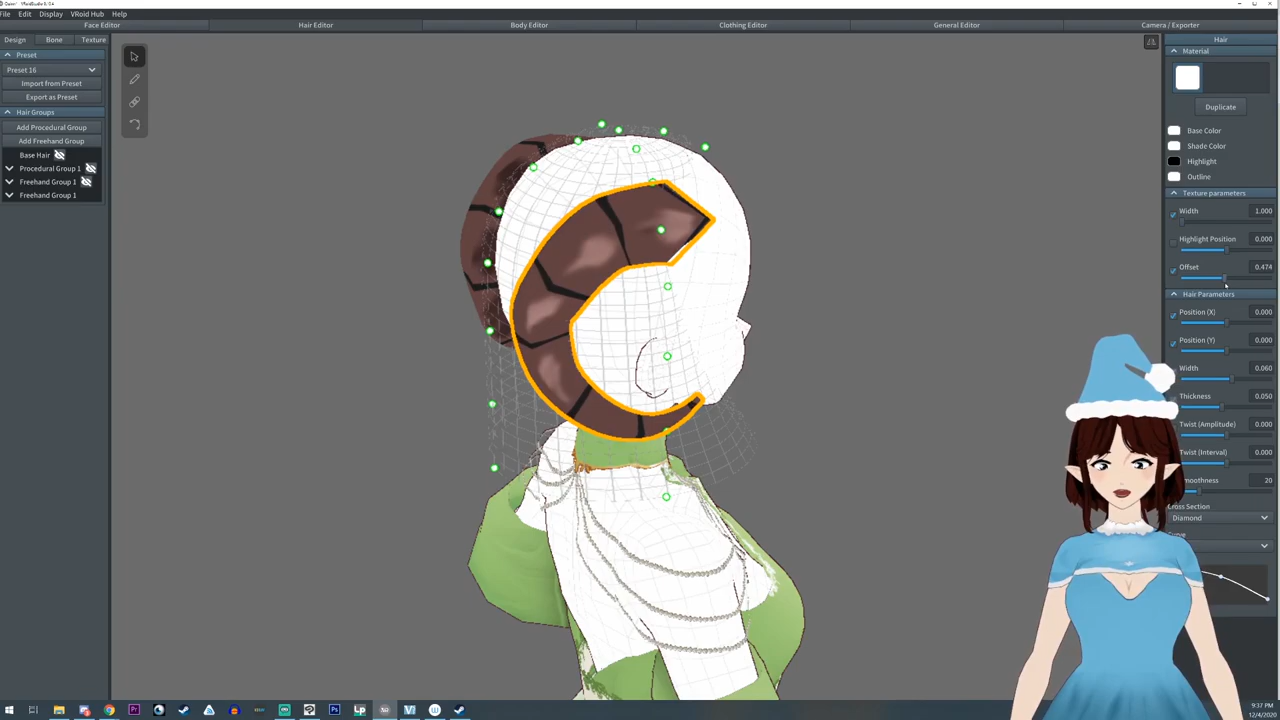 File Edit Display VRoid Hub Help
Face Editor Hair Editor Body Editor Clothing Editor General Editor Camera / Exporter
Design Bone Texture
Preset
Preset 16
Import from Preset
Export as Preset
Hair Groups
Add Procedural Group
Add Freehand Group
Base Hair
Procedural Group 1
Freehand Group 1
Freehand Group 1
Hair
Material
Duplicate
Base Color
Shade Color
Highlight
Outline
Texture parameters
Width 1.000
Highlight Position 0.000
Offset 0.474
Hair Parameters
Position (X) 0.000
Position (Y) 0.000
Width 0.060
Thickness 0.050
Twist (Amplitude) 0.000
Twist (Interval) 0.000
Smoothness 20
Cross Section
Diamond
Curve
9:37 PM
12/4/2020